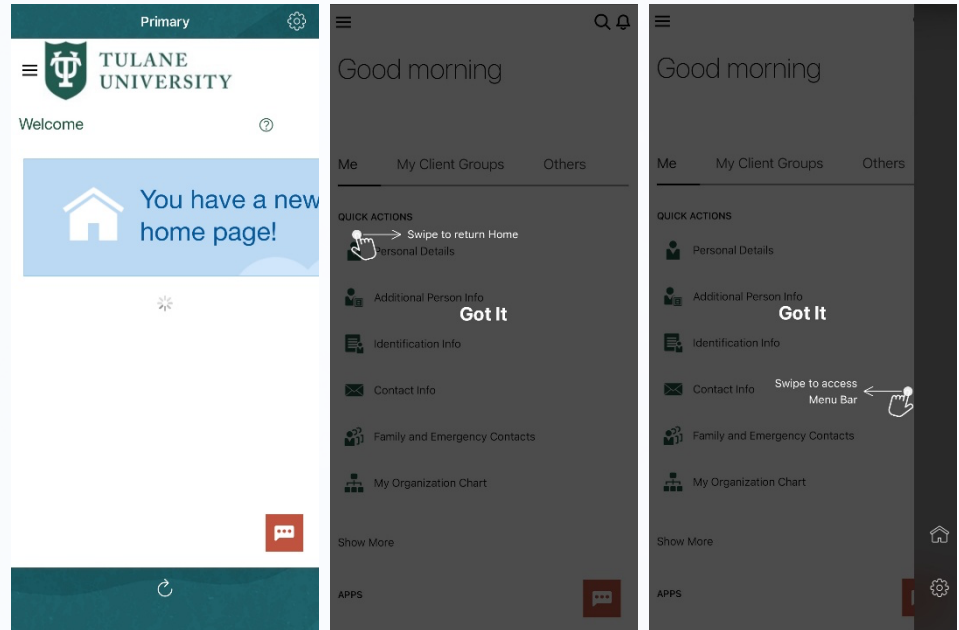 Primary
TULANE
UNIVERSITY
Welcome
You have a new
home page!
Good morning
Me My Client Groups Others
QUICK ACTIONS
Swipe to return Home
Personal Details
Additional Person Info
Got It
Identification Info
Contact Info
Family and Emergency Contacts
My Organization Chart
Show More
APPS
Good morning
Me My Client Groups Others
QUICK ACTIONS
Personal Details
Additional Person Info
Got It
Identification Info
Contact Info
Swipe to access
Menu Bar
Family and Emergency Contacts
My Organization Chart
Show More
APPS